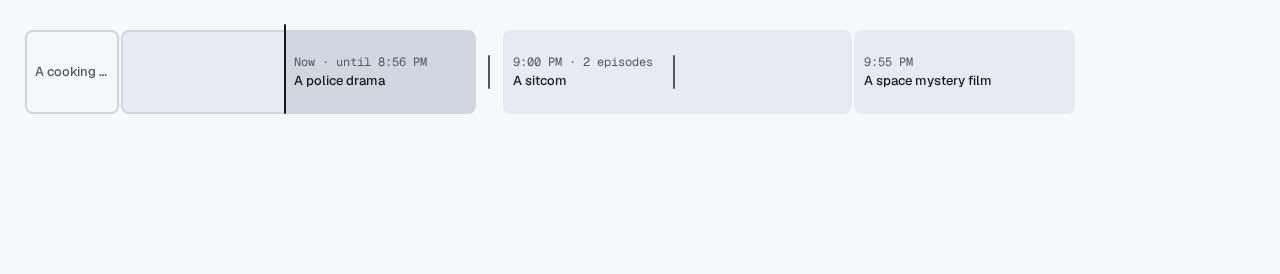 A cooking …
Now · until 8:56 PM
A police drama
9:00 PM · 2 episodes
A sitcom
9:55 PM
A space mystery film